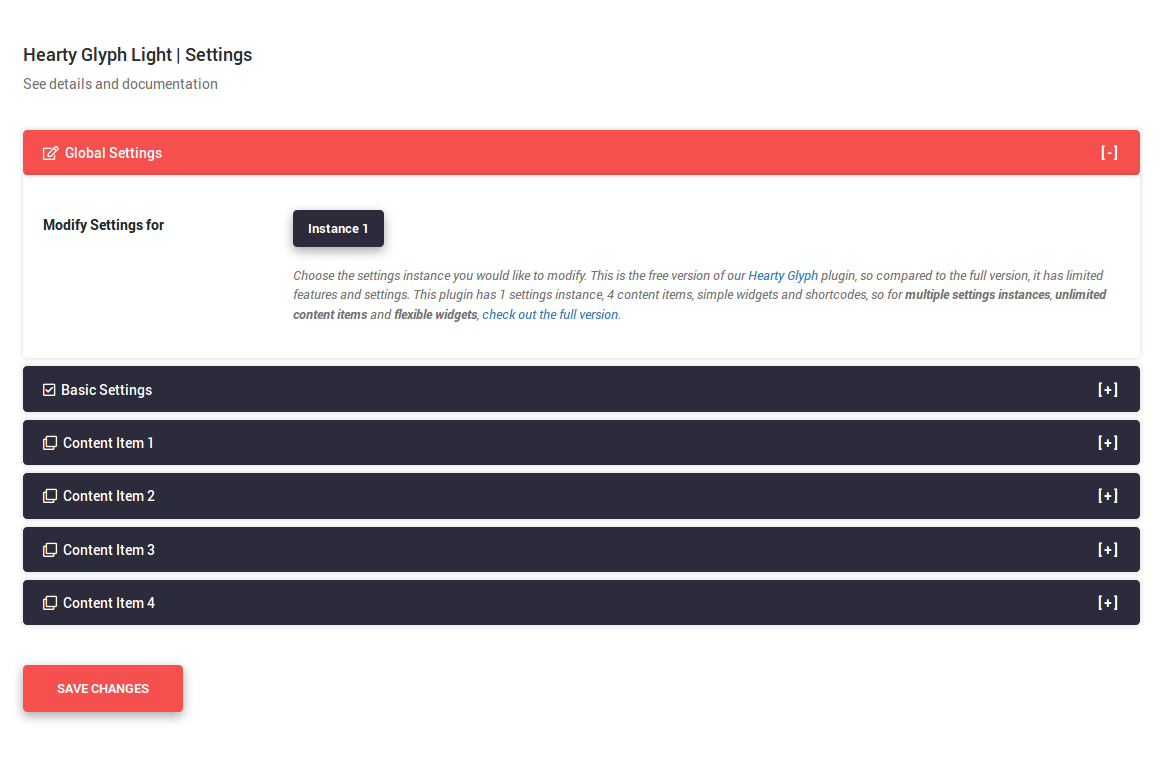 Hearty Glyph Light | Settings
See details and documentation
Global Settings [-]
Modify Settings for Instance 1
Choose the settings instance you would like to modify. This is the free version of our Hearty Glyph plugin, so compared to the full version, it has limited
features and settings. This plugin has 1 settings instance, 4 content items, simple widgets and shortcodes, so for multiple settings instances, unlimited
content items and flexible widgets, check out the full version.
Basic Settings [+]
Content Item 1 [+]
Content Item 2 [+]
Content Item 3 [+]
Content Item 4 [+]
SAVE CHANGES